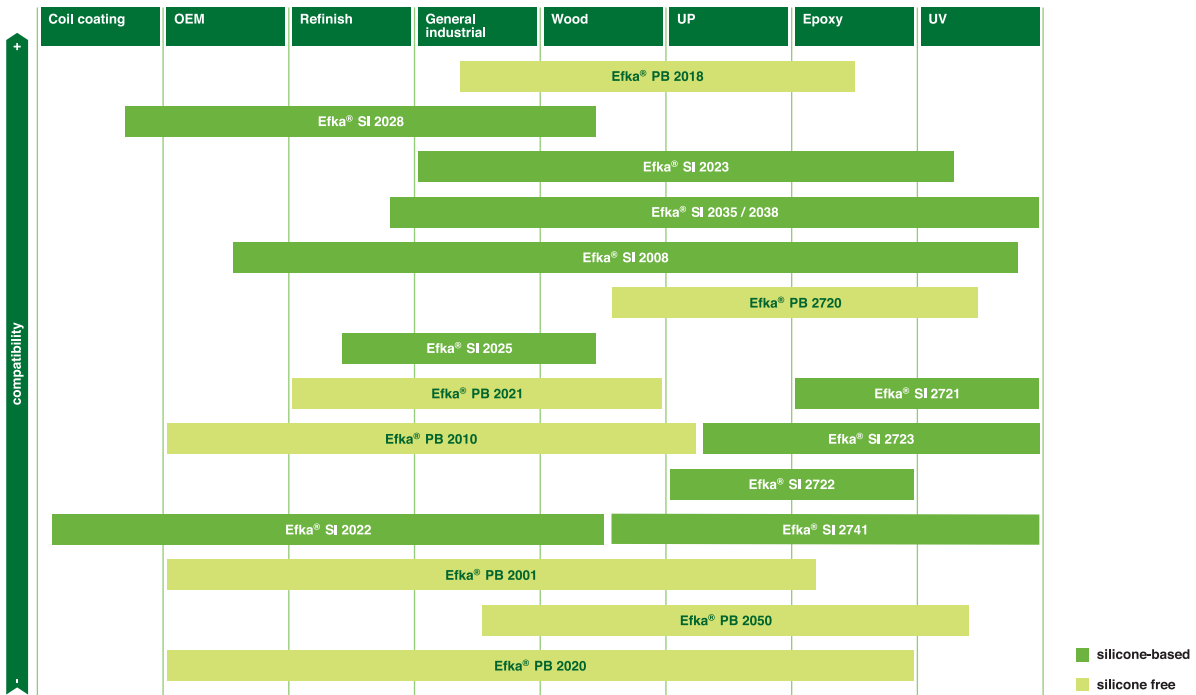 Coil coating
OEM
Refinish
General
industrial
Wood
UP
Epoxy
UV
+
Efka® PB 2018
Efka® SI 2028
Efka® SI 2023
Efka® SI 2035 / 2038
Efka® SI 2008
Efka® PB 2720
compatibility
Efka® SI 2025
Efka® PB 2021
Efka® SI 2721
Efka® PB 2010
Efka® SI 2723
Efka® SI 2722
Efka® SI 2022
Efka® SI 2741
Efka® PB 2001
Efka® PB 2050
Efka® PB 2020
-
silicone-based
silicone free